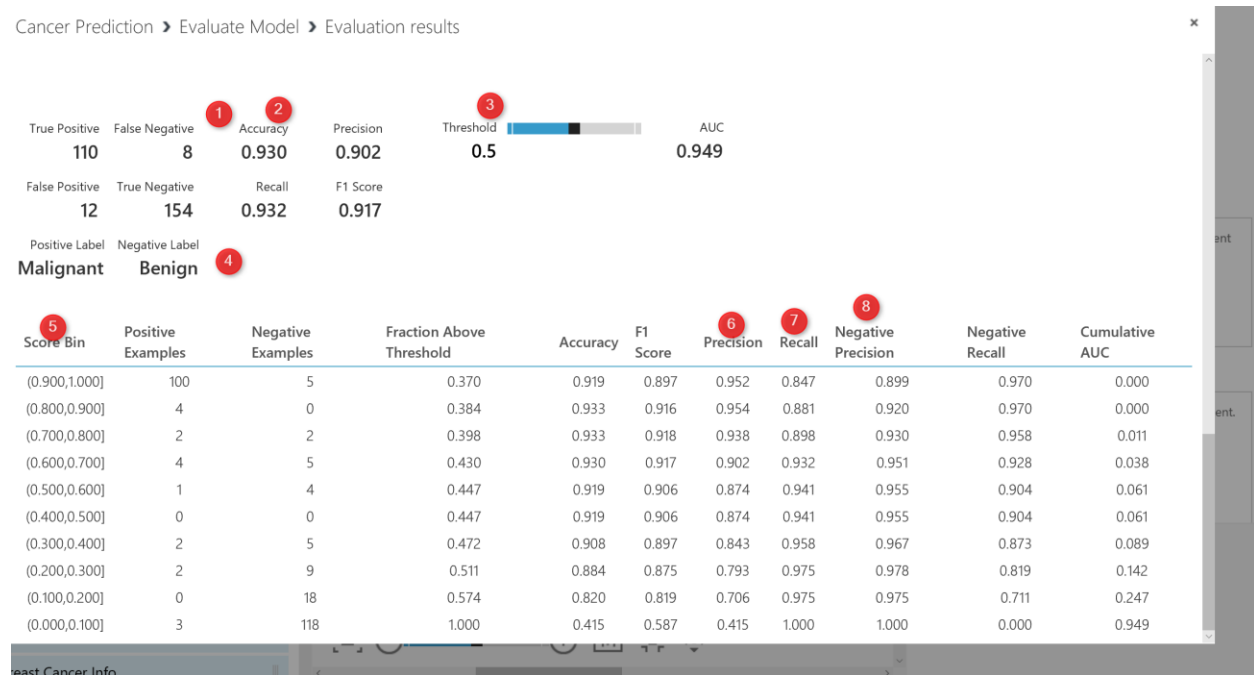 Cancer Prediction > Evaluate Model > Evaluation results ×
1 2 3
True Positive False Negative Accuracy Precision Threshold AUC
110 8 0.930 0.902 0.5 0.949
False Positive True Negative Recall F1 Score
12 154 0.932 0.917
Positive Label Negative Label
Malignant Benign 4
5 6 7 8
Score Bin Positive Examples Negative Examples Fraction Above Threshold Accuracy F1 Score Precision Recall Negative Precision Negative Recall Cumulative AUC
(0.900,1.000] 100 5 0.370 0.919 0.897 0.952 0.847 0.899 0.970 0.000
(0.800,0.900] 4 0 0.384 0.933 0.916 0.954 0.881 0.920 0.970 0.000
(0.700,0.800] 2 2 0.398 0.933 0.918 0.938 0.898 0.930 0.958 0.011
(0.600,0.700] 4 5 0.430 0.930 0.917 0.902 0.932 0.951 0.928 0.038
(0.500,0.600] 1 4 0.447 0.919 0.906 0.874 0.941 0.955 0.904 0.061
(0.400,0.500] 0 0 0.447 0.919 0.906 0.874 0.941 0.955 0.904 0.061
(0.300,0.400] 2 5 0.472 0.908 0.897 0.843 0.958 0.967 0.873 0.089
(0.200,0.300] 2 9 0.511 0.884 0.875 0.793 0.975 0.978 0.819 0.142
(0.100,0.200] 0 18 0.574 0.820 0.819 0.706 0.975 0.975 0.711 0.247
(0.000,0.100] 3 118 1.000 0.415 0.587 0.415 1.000 1.000 0.000 0.949
ent
ent.
reast Cancer Info